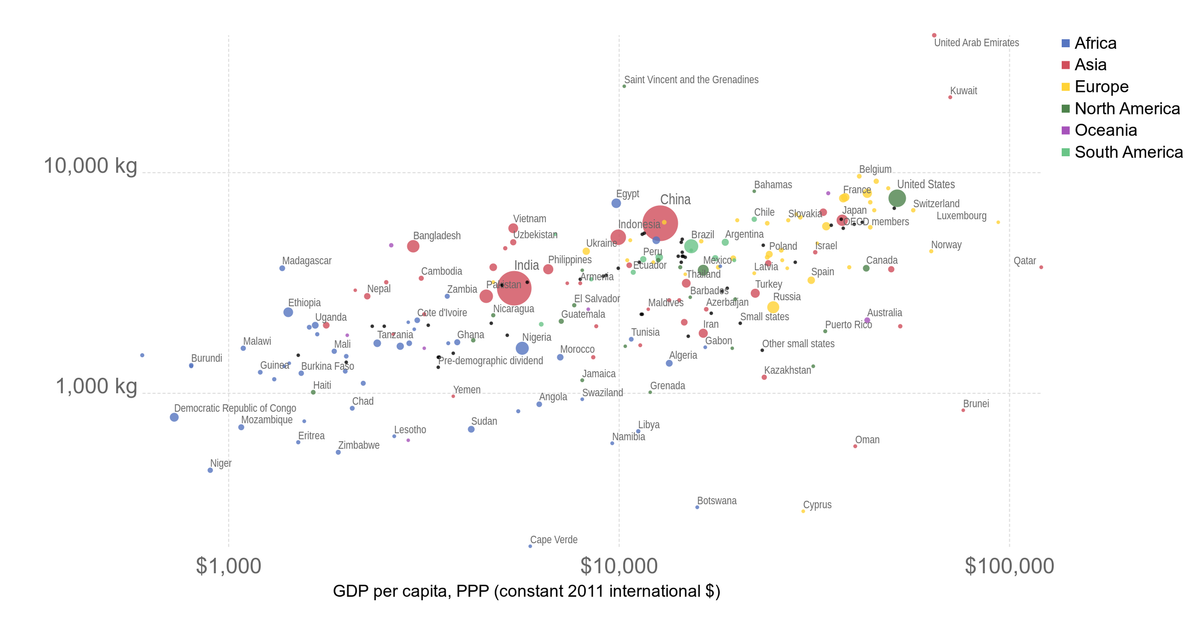 United Arab Emirates
Africa
Asia
Europe
North America
Oceania
South America
Saint Vincent and the Grenadines
Kuwait
10,000 kg
Belgium
Bahamas
France
United States
Egypt
China
Switzerland
Vietnam
Indonesia
Chile
Slovakia
Japan
OECD members
Luxembourg
Bangladesh
Uzbekistan
Ukraine
Brazil
Argentina
Poland
Israel
Norway
Madagascar
Cambodia
India
Philippines
Armenia
Peru
Ecuador
Mexico
Latvia
Canada
Qatar
Nepal
Zambia
Pakistan
Thailand
Barbados
Turkey
Spain
Ethiopia
Uganda
Cote d'Ivoire
Nicaragua
El Salvador
Guatemala
Maldives
Azerbaijan
Small states
Russia
Australia
Puerto Rico
Malawi
Mali
Tanzania
Ghana
Nigeria
Morocco
Tunisia
Iran
Gabon
Other small states
Burundi
Guinea
Burkina Faso
Pre-demographic dividend
Algeria
Kazakhstan
1,000 kg
Haiti
Yemen
Jamaica
Grenada
Democratic Republic of Congo
Chad
Angola
Swaziland
Brunei
Mozambique
Lesotho
Sudan
Libya
Eritrea
Zimbabwe
Namibia
Oman
Niger
Botswana
Cyprus
Cape Verde
$1,000
$10,000
$100,000
GDP per capita, PPP (constant 2011 international $)